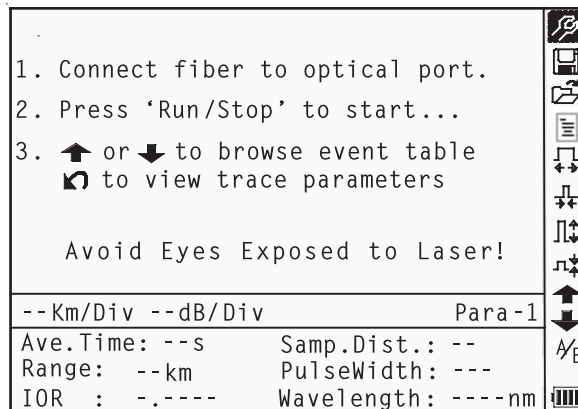 1. Connect fiber to optical port.
2. Press ‘Run/Stop’ to start...
3. ↑ or ↓ to browse event table
to view trace parameters
Avoid Eyes Exposed to Laser!
--Km/Div --dB/Div Para-1
Ave.Time: --s Samp.Dist.: --
Range: --km PulseWidth: ---
IOR : -.---- Wavelength: ----nm
A/B